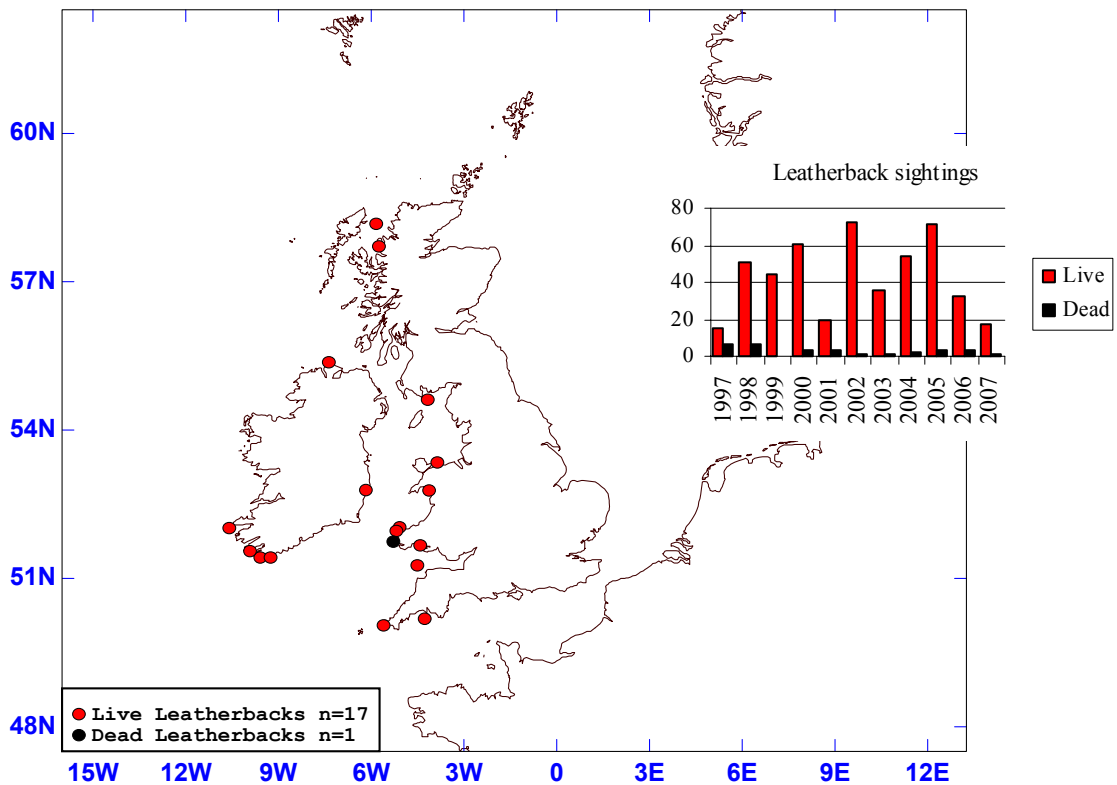 60N
57N
54N
51N
48N
15W 12W 9W 6W 3W 0 3E 6E 9E 12E
Leatherback sightings
80
60
40
20
0
1997 1998 1999 2000 2001 2002 2003 2004 2005 2006 2007
Live
Dead
Live Leatherbacks n=17
Dead Leatherbacks n=1